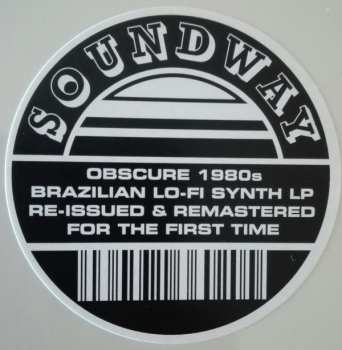 SOUNDWAY
OBSCURE 1980s
BRAZILIAN LO-FI SYNTH LP
RE-ISSUED & REMASTERED
FOR THE FIRST TIME